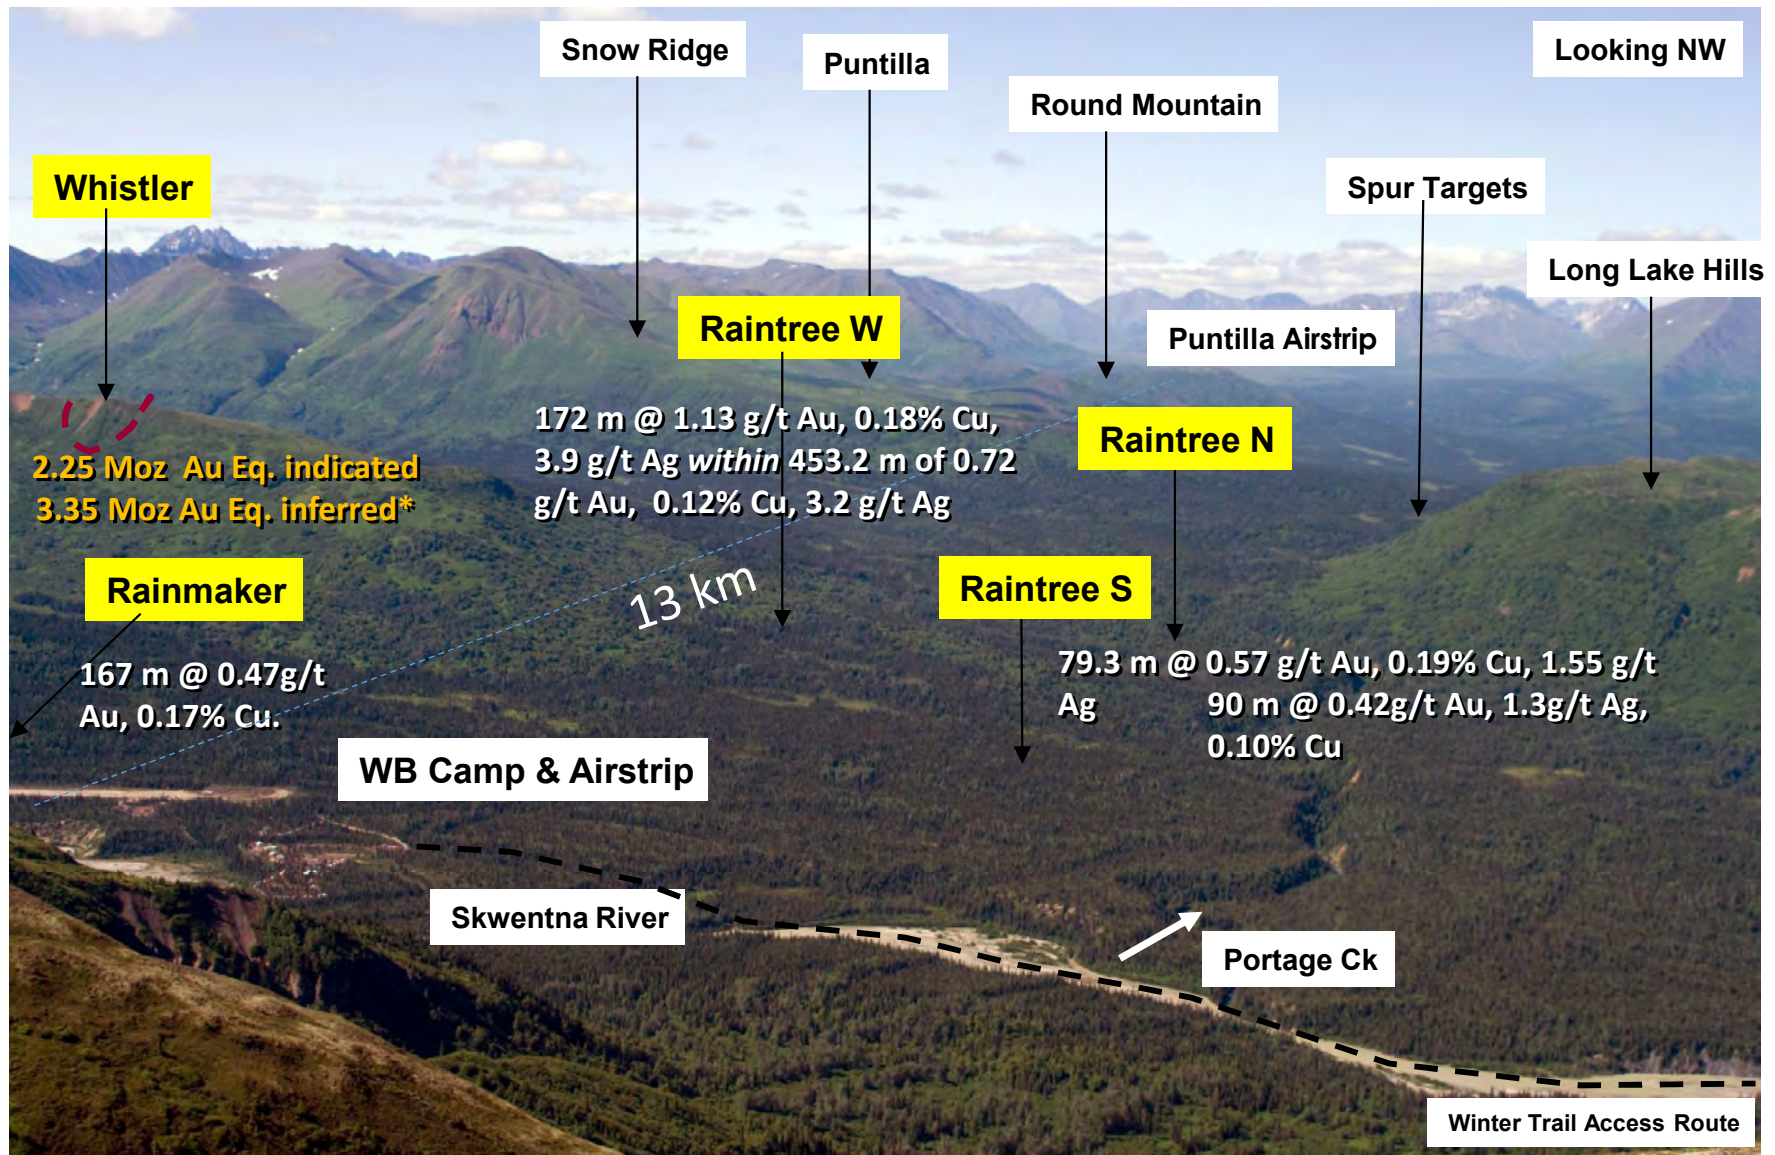 Snow Ridge
Puntilla
Looking NW
Round Mountain
Whistler
Spur Targets
Long Lake Hills
Raintree W
Puntilla Airstrip
172 m @ 1.13 g/t Au, 0.18% Cu,
3.9 g/t Ag within 453.2 m of 0.72
g/t Au, 0.12% Cu, 3.2 g/t Ag
Raintree N
2.25 Moz Au Eq. indicated
3.35 Moz Au Eq. inferred*
Rainmaker
13 km
Raintree S
167 m @ 0.47g/t
Au, 0.17% Cu.
79.3 m @ 0.57 g/t Au, 0.19% Cu, 1.55 g/t
Ag
90 m @ 0.42g/t Au, 1.3g/t Ag,
0.10% Cu
WB Camp & Airstrip
Skwentna River
Portage Ck
Winter Trail Access Route